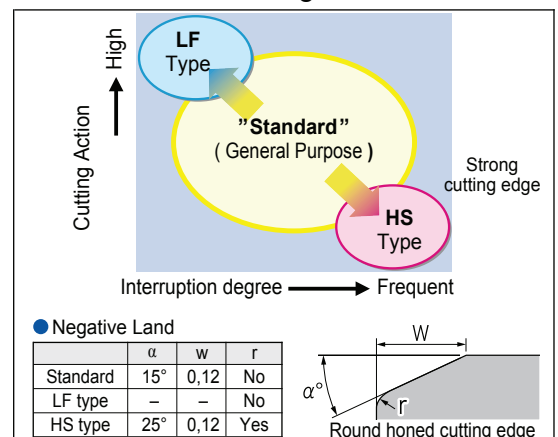 LF
Type
High
Cutting Action
"Standard"
( General Purpose )
Strong
cutting edge
HS
Type
Interruption degree Frequent
Negative Land
α w r
Standard 15° 0,12 No
LF type – – No
HS type 25° 0,12 Yes
W
α°
r
Round honed cutting edge